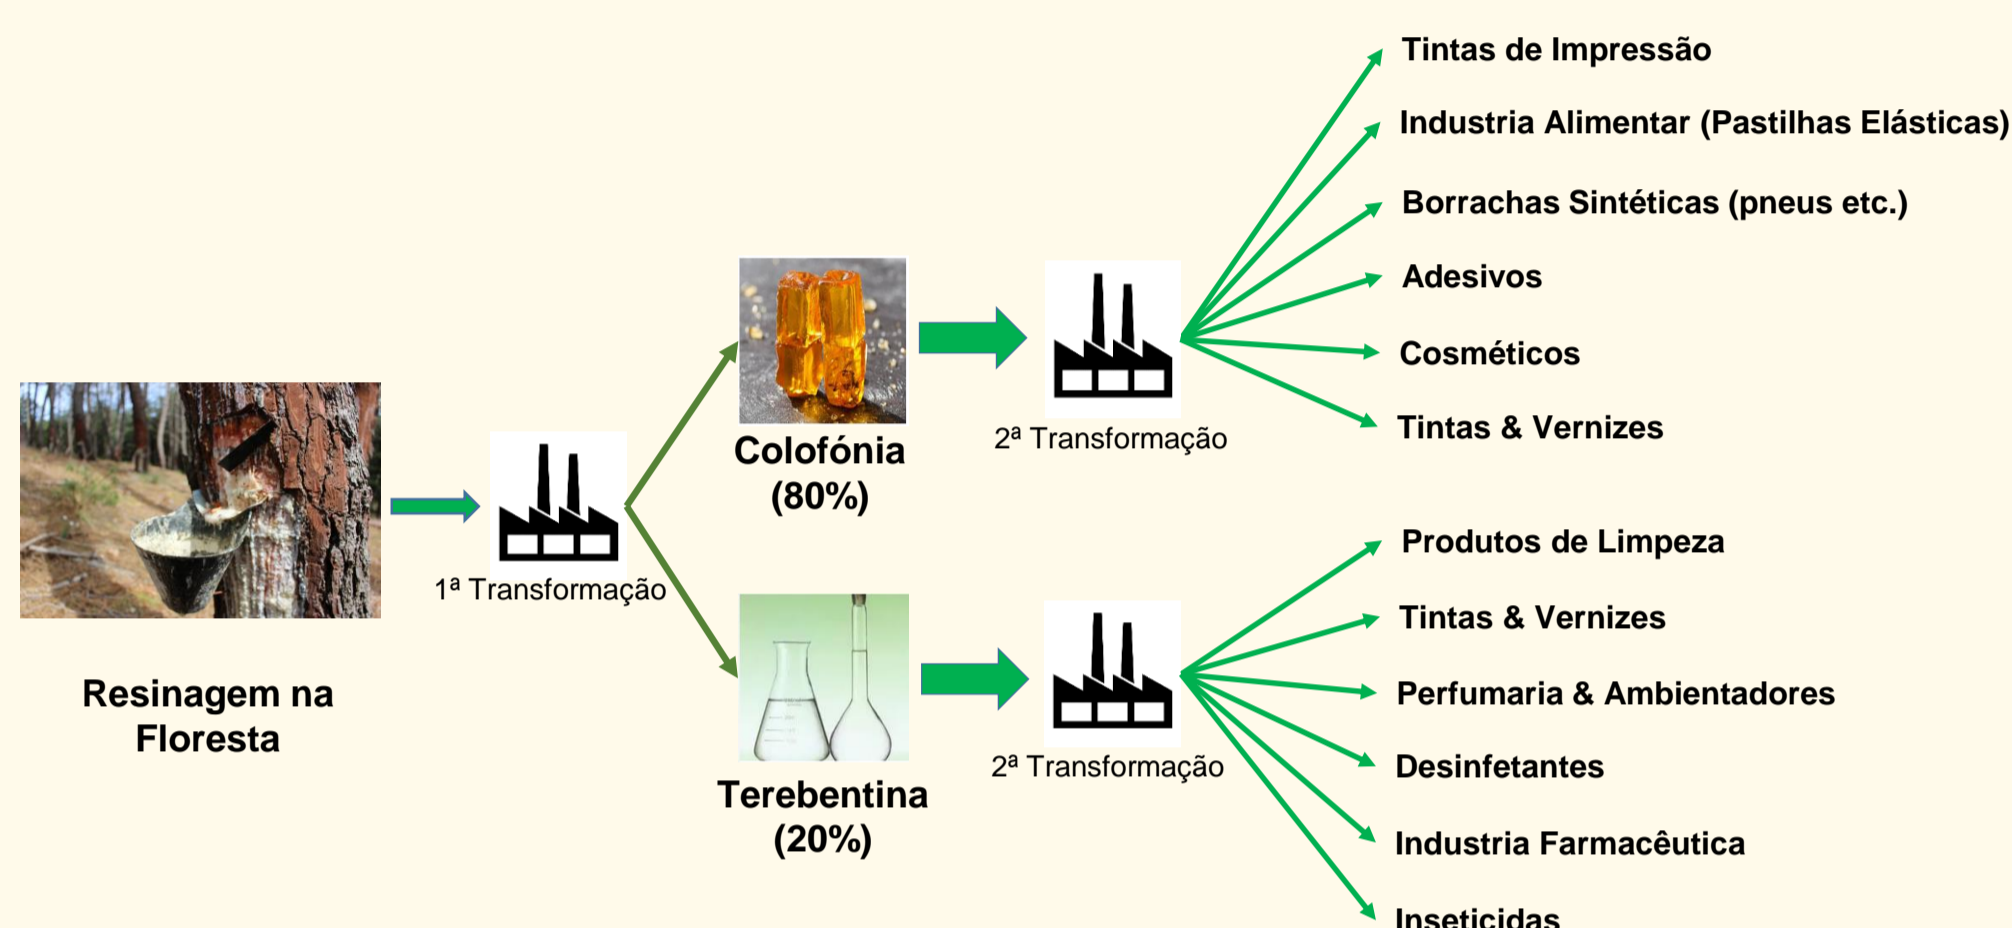 Resinagem na
Floresta
1ª Transformação
Colofónia
(80%)
2ª Transformação
Tintas de Impressão
Industria Alimentar (Pastilhas Elásticas)
Borrachas Sintéticas (pneus etc.)
Adesivos
Cosméticos
Tintas & Vernizes
Terebentina
(20%)
2ª Transformação
Produtos de Limpeza
Tintas & Vernizes
Perfumaria & Ambientadores
Desinfetantes
Industria Farmacêutica
Inseticidas